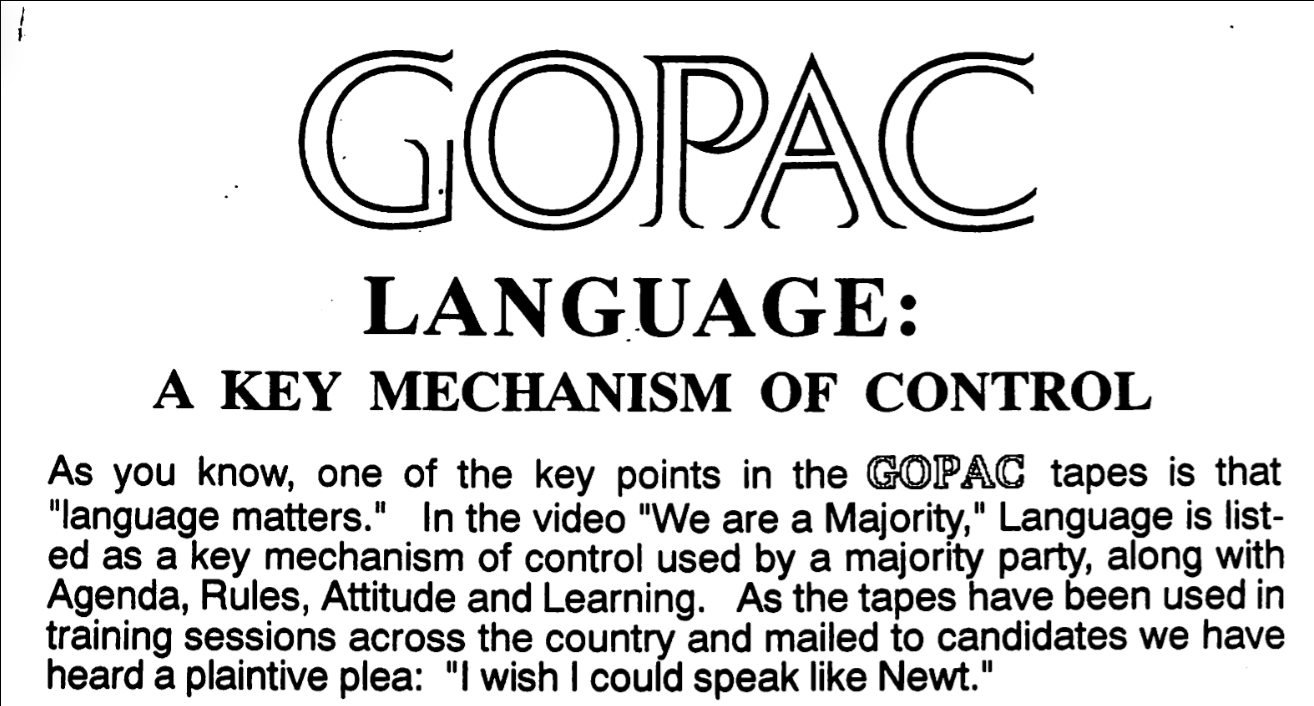 GOPAC
LANGUAGE:
A KEY MECHANISM OF CONTROL
As you know, one of the key points in the GOPAC tapes is that
"language matters." In the video "We are a Majority," Language is list-
ed as a key mechanism of control used by a majority party, along with
Agenda, Rules, Attitude and Learning. As the tapes have been used in
training sessions across the country and mailed to candidates we have
heard a plaintive plea: "I wish I could speak like Newt."